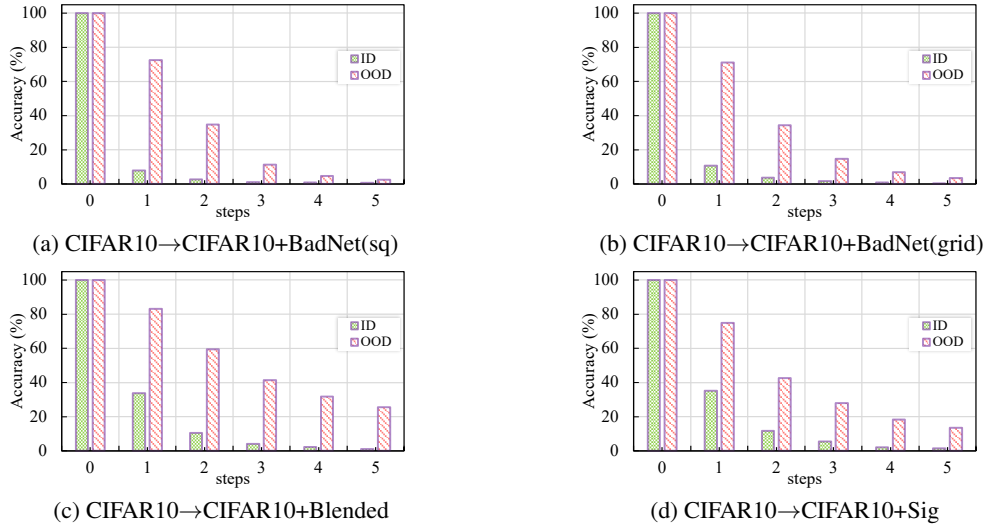 Accuracy (%)
100
80
60
40
20
0
ID
OOD
0 1 2 3 4 5
steps
(a) CIFAR10→CIFAR10+BadNet(sq)
Accuracy (%)
100
80
60
40
20
0
ID
OOD
0 1 2 3 4 5
steps
(b) CIFAR10→CIFAR10+BadNet(grid)
Accuracy (%)
100
80
60
40
20
0
ID
OOD
0 1 2 3 4 5
steps
(c) CIFAR10→CIFAR10+Blended
Accuracy (%)
100
80
60
40
20
0
ID
OOD
0 1 2 3 4 5
steps
(d) CIFAR10→CIFAR10+Sig